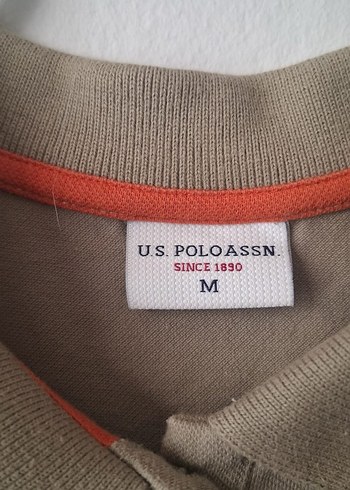 U.S. POLO ASSN.
SINCE 1890
M